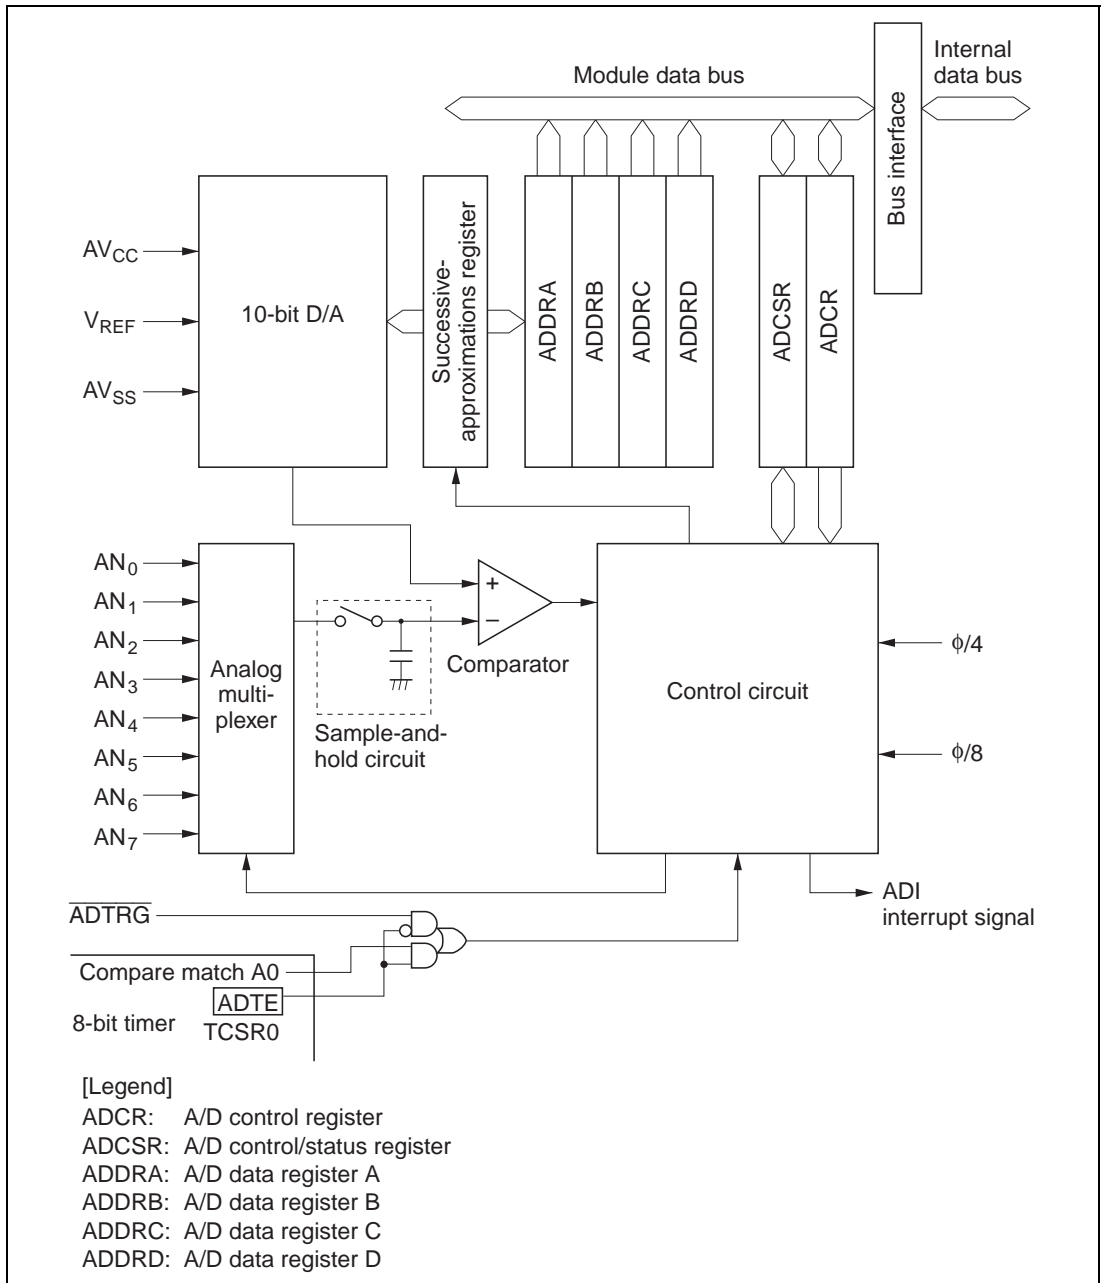 Internal
data bus
Module data bus
Bus interface
AVCC
VREF
AVSS
10-bit D/A
Successive-
approximations register
ADDRA
ADDRB
ADDRC
ADDRD
ADCSR
ADCR
AN0
AN1
AN2
AN3
AN4
AN5
AN6
AN7
Analog
multi-
plexer
Sample-and-
hold circuit
+
−
Comparator
Control circuit
ϕ/4
ϕ/8
ADI
interrupt signal
ADTRG
Compare match A0
ADTE
8-bit timer
TCSR0
[Legend]
ADCR: A/D control register
ADCSR: A/D control/status register
ADDRA: A/D data register A
ADDRB: A/D data register B
ADDRC: A/D data register C
ADDRD: A/D data register D